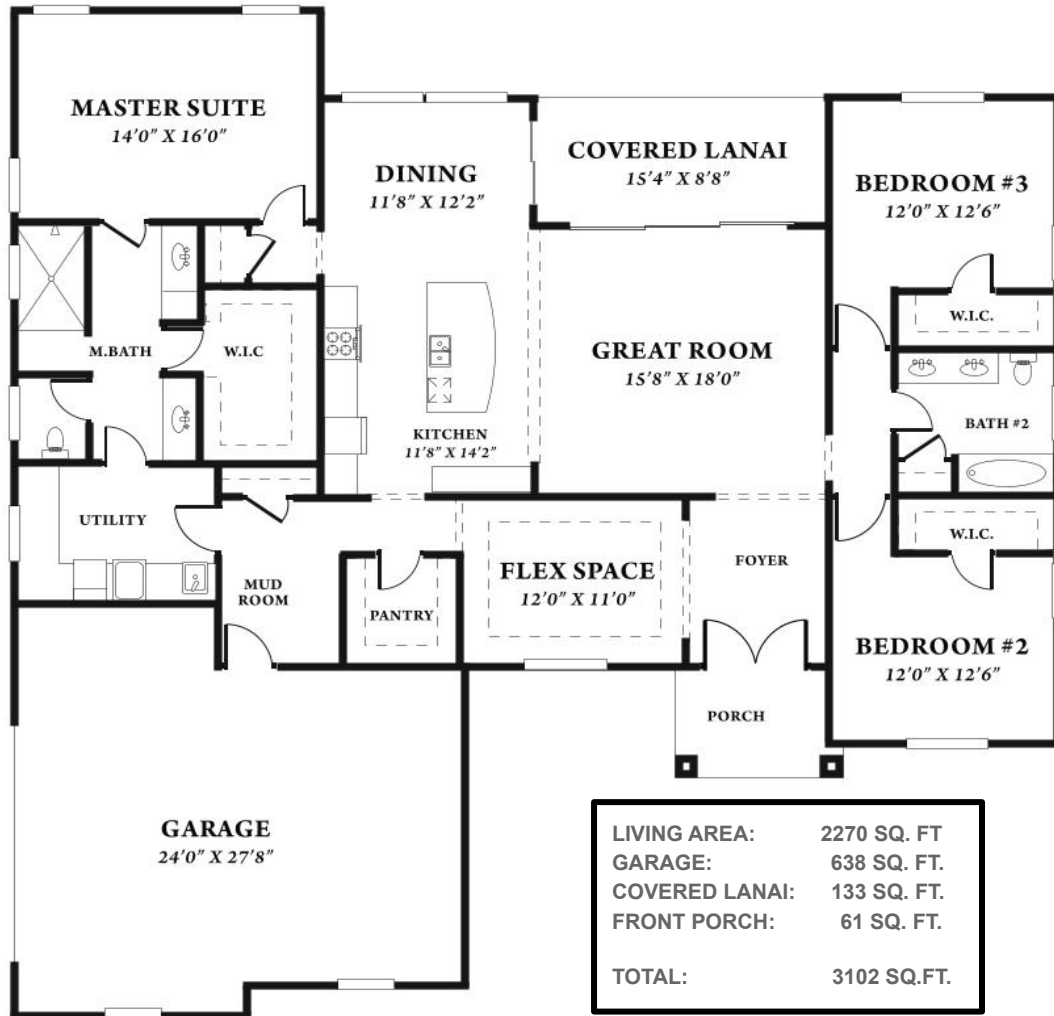 MASTER SUITE
14'0" X 16'0"
DINING
11'8" X 12'2"
COVERED LANAI
15'4" X 8'8"
BEDROOM #3
12'0" X 12'6"
W.I.C.
M.BATH
W.I.C
GREAT ROOM
15'8" X 18'0"
KITCHEN
11'8" X 14'2"
BATH #2
UTILITY
MUD
ROOM
PANTRY
FLEX SPACE
12'0" X 11'0"
FOYER
W.I.C.
BEDROOM #2
12'0" X 12'6"
PORCH
GARAGE
24'0" X 27'8"
LIVING AREA: 2270 SQ. FT
GARAGE: 638 SQ. FT.
COVERED LANAI: 133 SQ. FT.
FRONT PORCH: 61 SQ. FT.
TOTAL: 3102 SQ.FT.